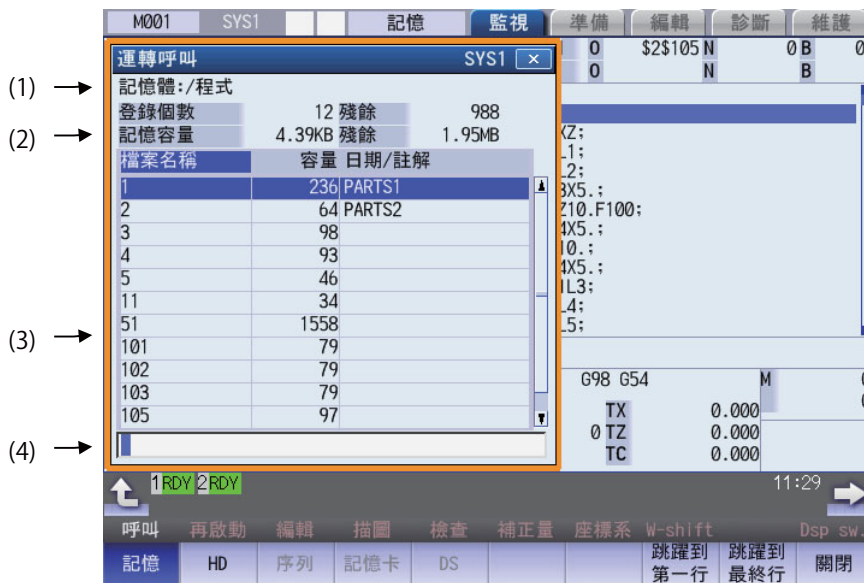 M001 SYS1 記憶 監視 準備 編輯 診斷 維護
運轉呼叫 SYS1 ×
O $2$105 N 0 B 0
O N B
(1) 記憶體:/程式
登錄個數 12 殘餘 988
(2) 記憶容量 4.39KB 殘餘 1.95MB
檔案名稱 容量 日期/註解
1 236 PARTS1
2 64 PARTS2
3 98
4 93
5 46
11 34
51 1558
(3)
101 79
102 79
103 79
105 97
(4)
XZ;
L1;
L2;
3X5.;
Z10.F100;
4X5.;
10.;
4X5.;
1L3;
L4;
L5;
G98 G54 M
TX 0.000
0 TZ 0.000
TC 0.000
1RDY 2RDY 11:29
呼叫 再啟動 編輯 描圖 檢查 補正量 座標系 W-shift Dsp sw.
記憶 HD 序列 記憶卡 DS 跳躍到 第一行 跳躍到 最終行 關閉